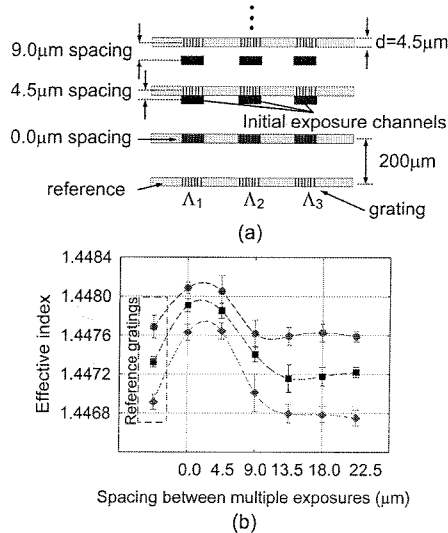 9.0μm spacing
d=4.5μm
4.5μm spacing
Initial exposure channels
0.0μm spacing
200μm
reference
Λ1 Λ2 Λ3
grating
(a)
1.4484
1.4480
1.4476
1.4472
1.4468
Effective index
Reference gratings
0.0 4.5 9.0 13.5 18.0 22.5
Spacing between multiple exposures (μm)
(b)